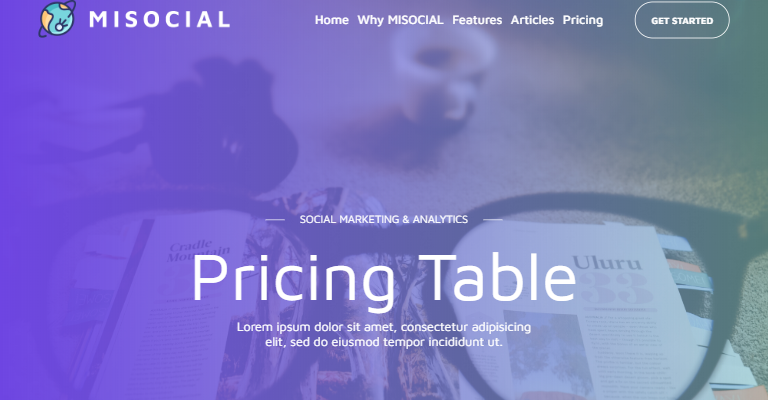 MISOCIAL
Home Why MISOCIAL Features Articles Pricing
GET STARTED
SOCIAL MARKETING & ANALYTICS
Pricing Table
Lorem ipsum dolor sit amet, consectetur adipisicing
elit, sed do eiusmod tempor incididunt ut.
Cradle
Mountain
Uluru
33